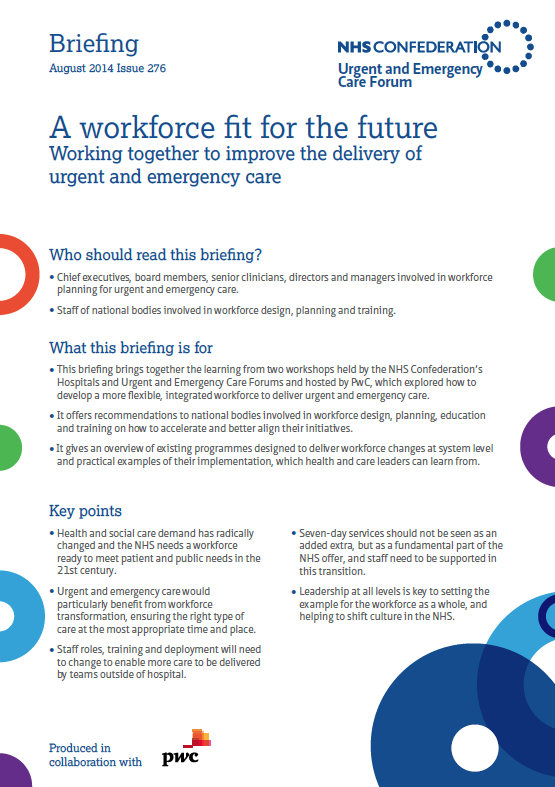 Briefing
August 2014 Issue 276
NHS CONFEDERATION
Urgent and Emergency
Care Forum
A workforce fit for the future
Working together to improve the delivery of
urgent and emergency care
Who should read this briefing?
• Chief executives, board members, senior clinicians, directors and managers involved in workforce
planning for urgent and emergency care.
• Staff of national bodies involved in workforce design, planning and training.
What this briefing is for
• This briefing brings together the learning from two workshops held by the NHS Confederation's
Hospitals and Urgent and Emergency Care Forums and hosted by PwC, which explored how to
develop a more flexible, integrated workforce to deliver urgent and emergency care.
• It offers recommendations to national bodies involved in workforce design, planning, education
and training on how to accelerate and better align their initiatives.
• It gives an overview of existing programmes designed to deliver workforce changes at system level
and practical examples of their implementation, which health and care leaders can learn from.
Key points
• Health and social care demand has radically
changed and the NHS needs a workforce
ready to meet patient and public needs in the
21st century.
• Urgent and emergency care would
particularly benefit from workforce
transformation, ensuring the right type of
care at the most appropriate time and place.
• Staff roles, training and deployment will need
to change to enable more care to be delivered
by teams outside of hospital.
• Seven-day services should not be seen as an
added extra, but as a fundamental part of the
NHS offer, and staff need to be supported in
this transition.
• Leadership at all levels is key to setting the
example for the workforce as a whole, and
helping to shift culture in the NHS.
Produced in
collaboration with
pwc